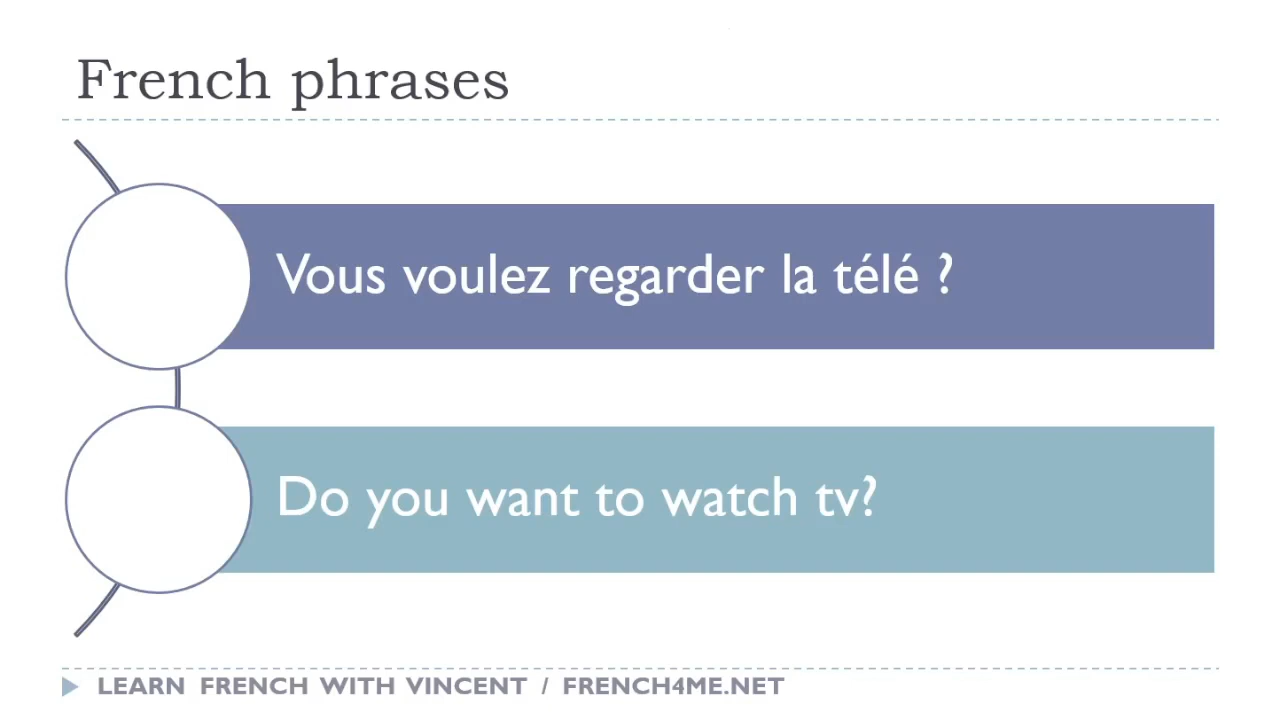 French phrases
Vous voulez regarder la télé ?
Do you want to watch tv?
LEARN FRENCH WITH VINCENT / FRENCH4ME.NET